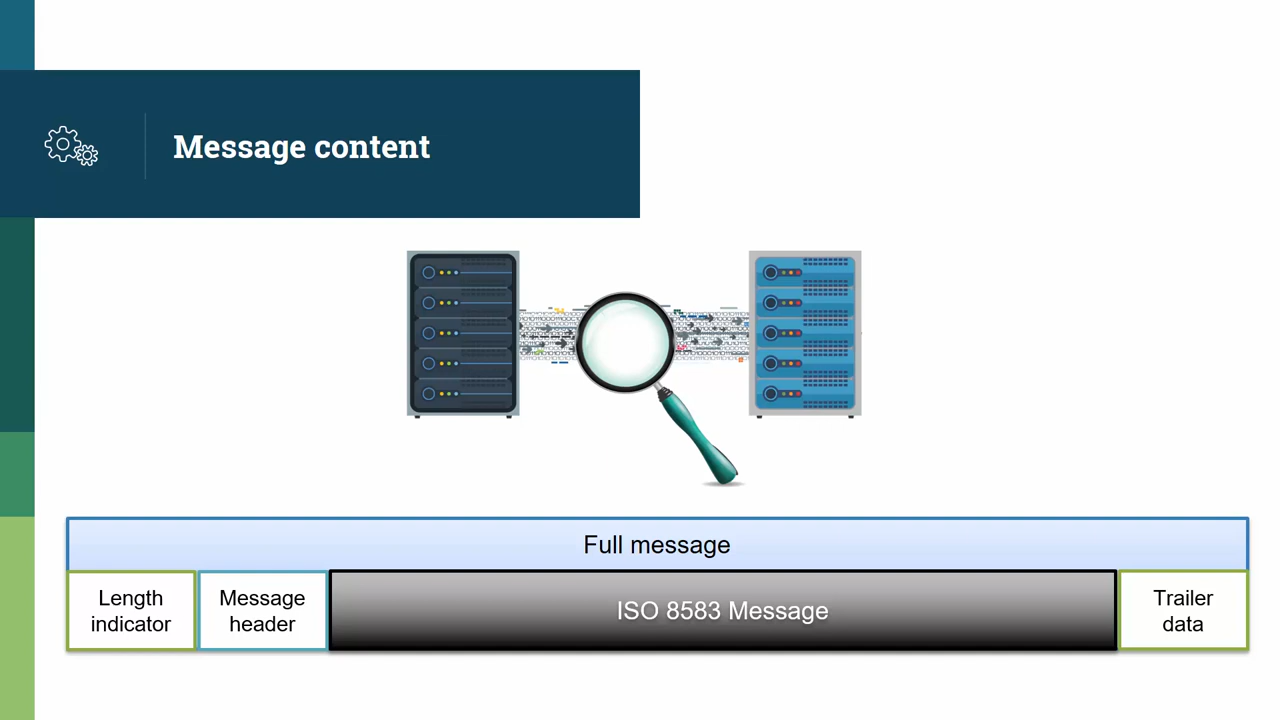 Message content
Full message
Length
indicator
Message
header
ISO 8583 Message
Trailer
data